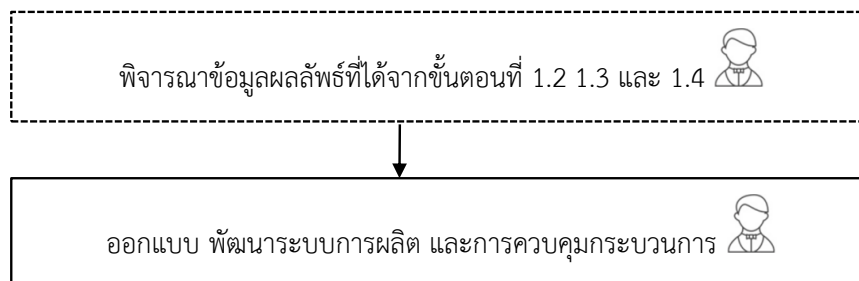 พิจารณาข้อมูลผลลัพธ์ที่ได้จากขั้นตอนที่ 1.2 1.3 และ 1.4
ออกแบบ พัฒนาระบบการผลิต และการควบคุมกระบวนการ